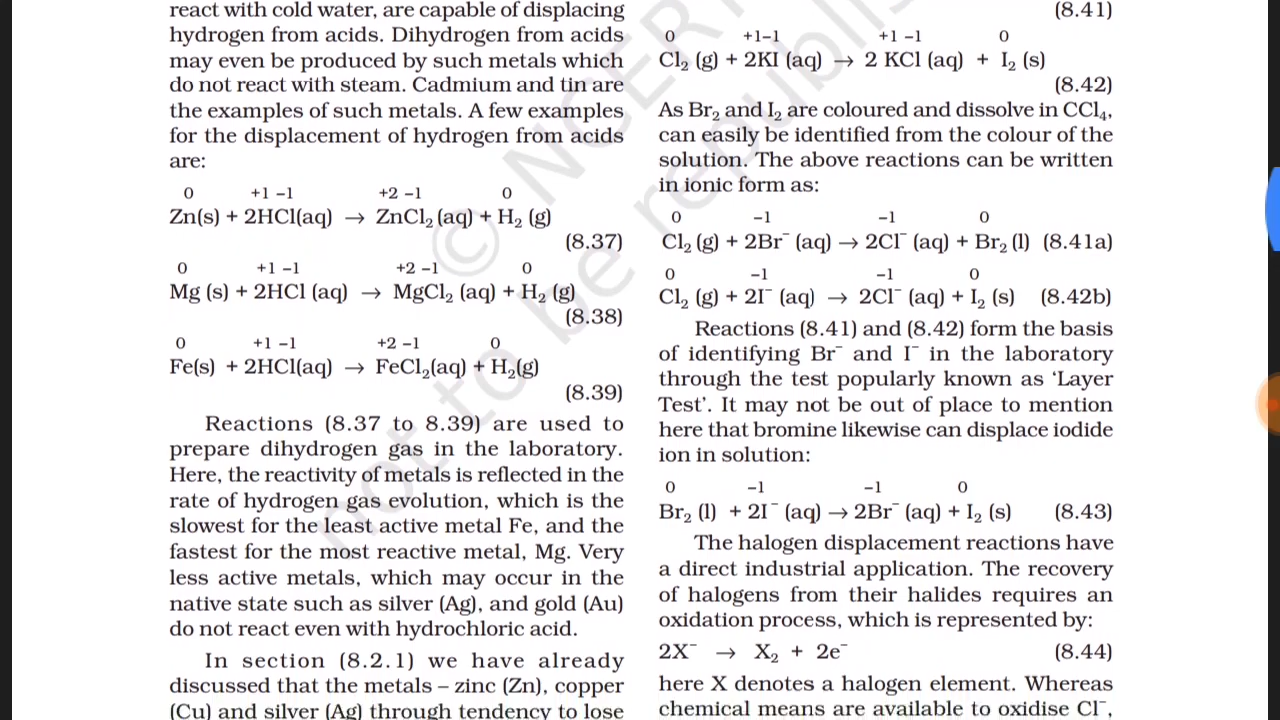 react with cold water, are capable of displacing
hydrogen from acids. Dihydrogen from acids
may even be produced by such metals which
do not react with steam. Cadmium and tin are
the examples of such metals. A few examples
for the displacement of hydrogen from acids
are:
0 +1 –1 +2 –1 0
Zn(s) + 2HCl(aq) → ZnCl₂ (aq) + H₂ (g)
(8.37)
0 +1 –1 +2 –1 0
Mg (s) + 2HCl (aq) → MgCl₂ (aq) + H₂ (g)
(8.38)
0 +1 –1 +2 –1 0
Fe(s) + 2HCl(aq) → FeCl₂(aq) + H₂(g)
(8.39)
Reactions (8.37 to 8.39) are used to
prepare dihydrogen gas in the laboratory.
Here, the reactivity of metals is reflected in the
rate of hydrogen gas evolution, which is the
slowest for the least active metal Fe, and the
fastest for the most reactive metal, Mg. Very
less active metals, which may occur in the
native state such as silver (Ag), and gold (Au)
do not react even with hydrochloric acid.
In section (8.2.1) we have already
discussed that the metals – zinc (Zn), copper
(Cu) and silver (Ag) through tendency to lose
(8.41)
0 +1–1 +1 –1 0
Cl₂ (g) + 2KI (aq) → 2 KCl (aq) + I₂ (s)
(8.42)
As Br₂ and I₂ are coloured and dissolve in CCl₄,
can easily be identified from the colour of the
solution. The above reactions can be written
in ionic form as:
0 –1 –1 0
Cl₂ (g) + 2Br⁻ (aq) → 2Cl⁻ (aq) + Br₂ (l) (8.41a)
0 –1 –1 0
Cl₂ (g) + 2I⁻ (aq) → 2Cl⁻ (aq) + I₂ (s) (8.42b)
Reactions (8.41) and (8.42) form the basis
of identifying Br⁻ and I⁻ in the laboratory
through the test popularly known as ‘Layer
Test’. It may not be out of place to mention
here that bromine likewise can displace iodide
ion in solution:
0 –1 –1 0
Br₂ (l) + 2I⁻ (aq) → 2Br⁻ (aq) + I₂ (s) (8.43)
The halogen displacement reactions have
a direct industrial application. The recovery
of halogens from their halides requires an
oxidation process, which is represented by:
2X⁻ → X₂ + 2e⁻ (8.44)
here X denotes a halogen element. Whereas
chemical means are available to oxidise Cl⁻,
© NCER
not to be republis